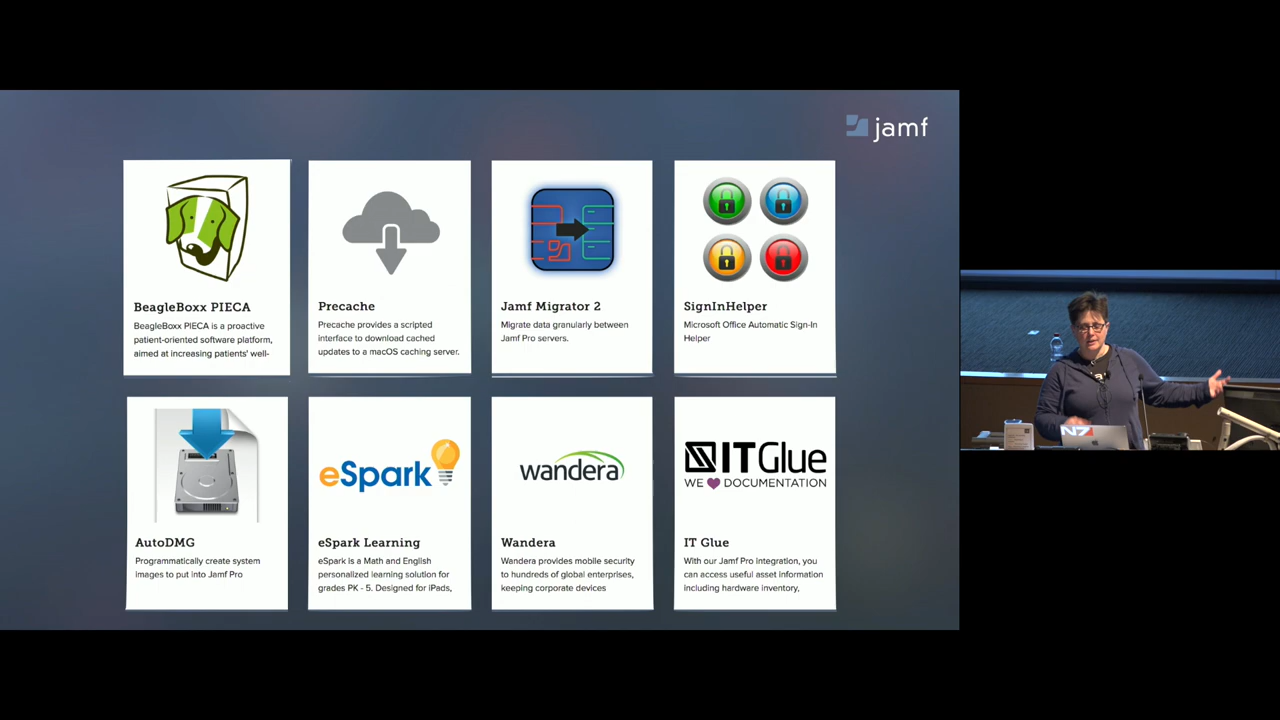 jamf
BeagleBoxx PIECA
BeagleBoxx PIECA is a proactive
patient-oriented software platform,
aimed at increasing patients' well-
Precache
Precache provides a scripted
interface to download cached
updates to a macOS caching server.
Jamf Migrator 2
Migrate data granularly between
Jamf Pro servers.
SignInHelper
Microsoft Office Automatic Sign-In
Helper
AutoDMG
Programmatically create system
images to put into Jamf Pro
eSpark
eSpark Learning
eSpark is a Math and English
personalized learning solution for
grades PK - 5. Designed for iPads,
wandera
Wandera
Wandera provides mobile security
to hundreds of global enterprises,
keeping corporate devices
ITGlue
WE DOCUMENTATION
IT Glue
With our Jamf Pro integration, you
can access useful asset information
including hardware inventory,
N7